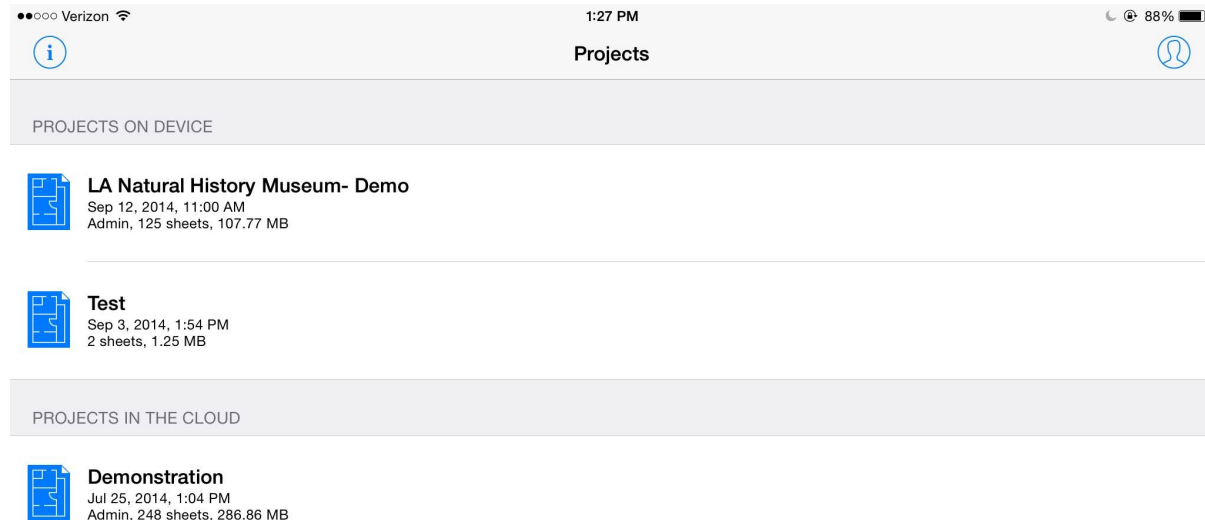 Verizon
1:27 PM
88%
i
Projects
PROJECTS ON DEVICE
LA Natural History Museum- Demo
Sep 12, 2014, 11:00 AM
Admin, 125 sheets, 107.77 MB
Test
Sep 3, 2014, 1:54 PM
2 sheets, 1.25 MB
PROJECTS IN THE CLOUD
Demonstration
Jul 25, 2014, 1:04 PM
Admin, 248 sheets, 286.86 MB